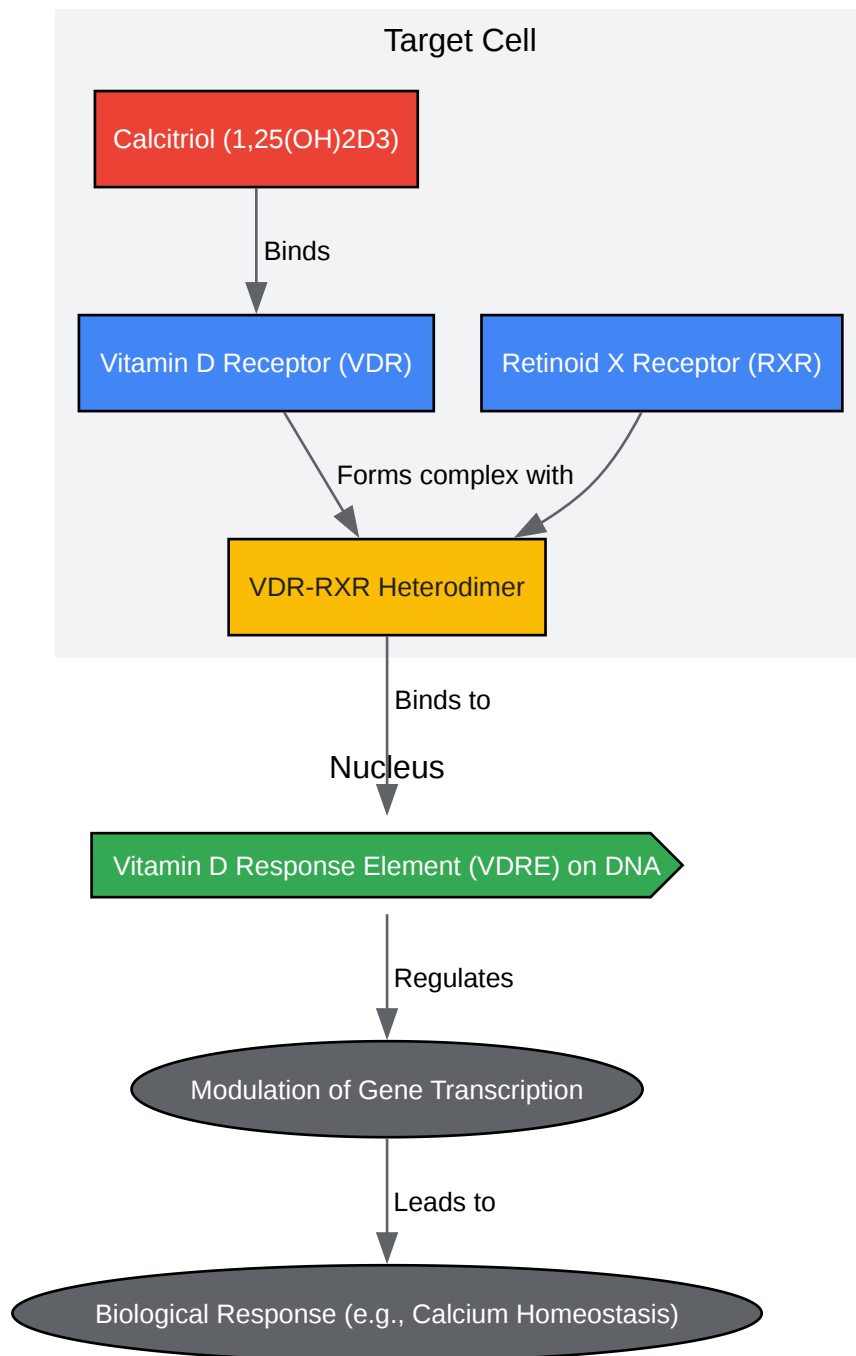 Target Cell
Calcitriol (1,25(OH)2D3)
Binds
Vitamin D Receptor (VDR)
Retinoid X Receptor (RXR)
Forms complex with
VDR-RXR Heterodimer
Binds to
Nucleus
Vitamin D Response Element (VDRE) on DNA
Regulates
Modulation of Gene Transcription
Leads to
Biological Response (e.g., Calcium Homeostasis)